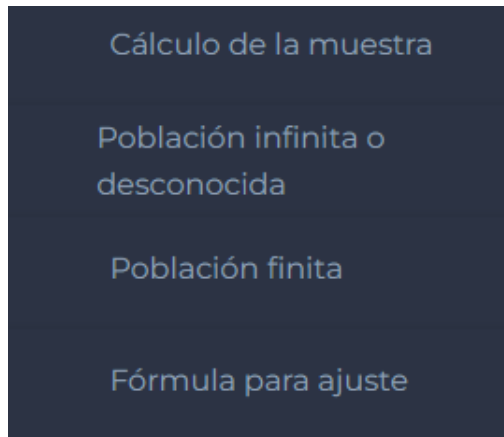 Cálculo de la muestra
Población infinita o
desconocida
Población finita
Fórmula para ajuste